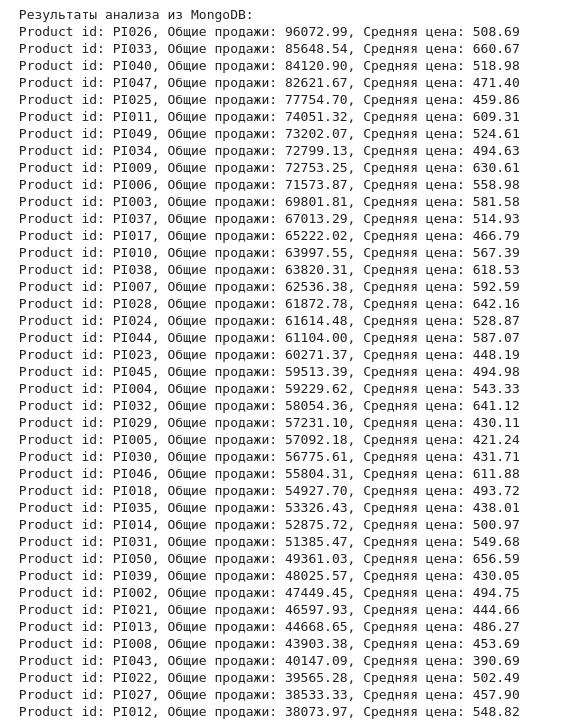 Результаты анализа из MongoDB:
Product id: PI026, Общие продажи: 96072.99, Средняя цена: 508.69
Product id: PI033, Общие продажи: 85648.54, Средняя цена: 660.67
Product id: PI040, Общие продажи: 84120.90, Средняя цена: 518.98
Product id: PI047, Общие продажи: 82621.67, Средняя цена: 471.40
Product id: PI025, Общие продажи: 77754.70, Средняя цена: 459.86
Product id: PI011, Общие продажи: 74051.32, Средняя цена: 609.31
Product id: PI049, Общие продажи: 73202.07, Средняя цена: 524.61
Product id: PI034, Общие продажи: 72799.13, Средняя цена: 494.63
Product id: PI009, Общие продажи: 72753.25, Средняя цена: 630.61
Product id: PI006, Общие продажи: 71573.87, Средняя цена: 558.98
Product id: PI003, Общие продажи: 69801.81, Средняя цена: 581.58
Product id: PI037, Общие продажи: 67013.29, Средняя цена: 514.93
Product id: PI017, Общие продажи: 65222.02, Средняя цена: 466.79
Product id: PI010, Общие продажи: 63997.55, Средняя цена: 567.39
Product id: PI038, Общие продажи: 63820.31, Средняя цена: 618.53
Product id: PI007, Общие продажи: 62536.38, Средняя цена: 592.59
Product id: PI028, Общие продажи: 61872.78, Средняя цена: 642.16
Product id: PI024, Общие продажи: 61614.48, Средняя цена: 528.87
Product id: PI044, Общие продажи: 61104.00, Средняя цена: 587.07
Product id: PI023, Общие продажи: 60271.37, Средняя цена: 448.19
Product id: PI045, Общие продажи: 59513.39, Средняя цена: 494.98
Product id: PI004, Общие продажи: 59229.62, Средняя цена: 543.33
Product id: PI032, Общие продажи: 58054.36, Средняя цена: 641.12
Product id: PI029, Общие продажи: 57231.10, Средняя цена: 430.11
Product id: PI005, Общие продажи: 57092.18, Средняя цена: 421.24
Product id: PI030, Общие продажи: 56775.61, Средняя цена: 431.71
Product id: PI046, Общие продажи: 55804.31, Средняя цена: 611.88
Product id: PI018, Общие продажи: 54927.70, Средняя цена: 493.72
Product id: PI035, Общие продажи: 53326.43, Средняя цена: 438.01
Product id: PI014, Общие продажи: 52875.72, Средняя цена: 500.97
Product id: PI031, Общие продажи: 51385.47, Средняя цена: 549.68
Product id: PI050, Общие продажи: 49361.03, Средняя цена: 656.59
Product id: PI039, Общие продажи: 48025.57, Средняя цена: 430.05
Product id: PI002, Общие продажи: 47449.45, Средняя цена: 494.75
Product id: PI021, Общие продажи: 46597.93, Средняя цена: 444.66
Product id: PI013, Общие продажи: 44668.65, Средняя цена: 486.27
Product id: PI008, Общие продажи: 43903.38, Средняя цена: 453.69
Product id: PI043, Общие продажи: 40147.09, Средняя цена: 390.69
Product id: PI022, Общие продажи: 39565.28, Средняя цена: 502.49
Product id: PI027, Общие продажи: 38533.33, Средняя цена: 457.90
Product id: PI012, Общие продажи: 38073.97, Средняя цена: 548.82